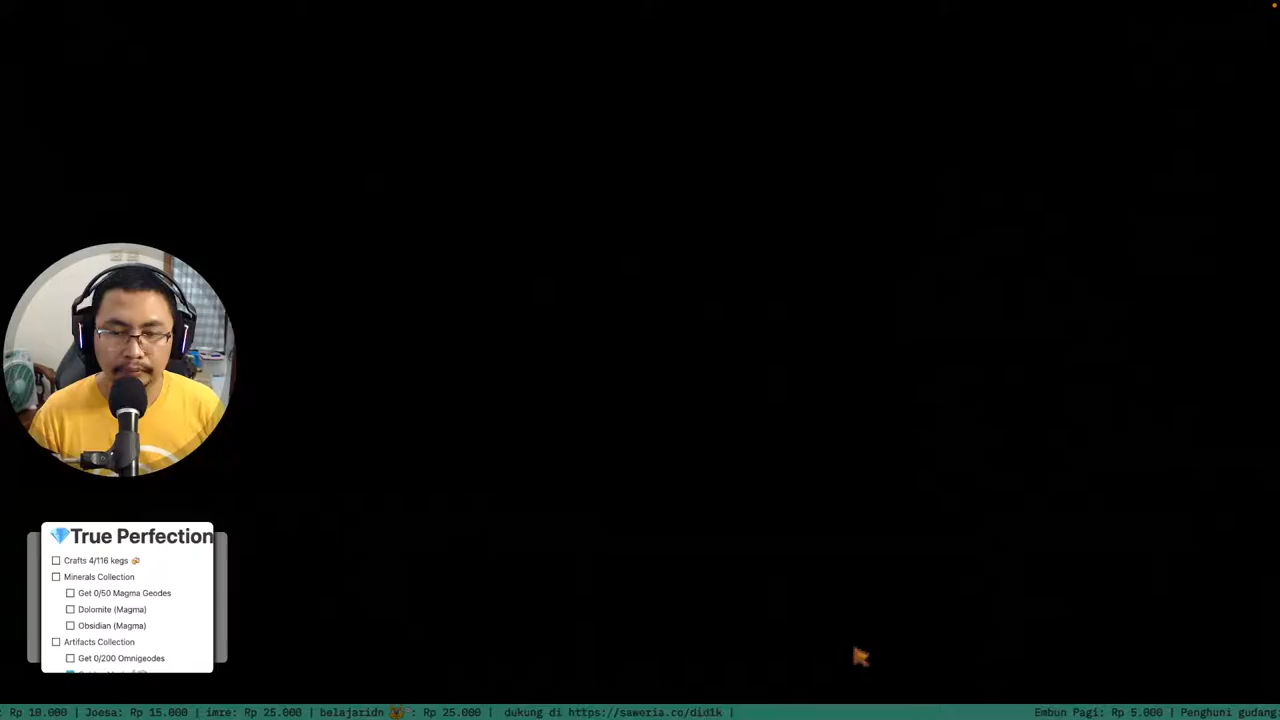 💎True Perfection
Crafts 4/116 kegs
Minerals Collection
Get 0/50 Magma Geodes
Dolomite (Magma)
Obsidian (Magma)
Artifacts Collection
Get 0/200 Omnigeodes
: Rp 10.000 | Joesa: Rp 15.000 | imre: Rp 25.000 | belajaridn 🐯: Rp 25.000 | dukung di https://saweria.co/didik | Embun Pagi: Rp 5.000 | Penghuni gudang